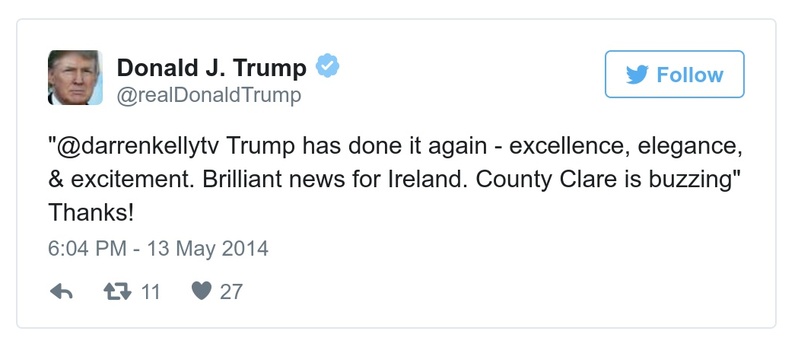 Donald J. Trump
@realDonaldTrump
Follow
"@darrenkellytv Trump has done it again - excellence, elegance,
& excitement. Brilliant news for Ireland. County Clare is buzzing"
Thanks!
6:04 PM - 13 May 2014
11 27